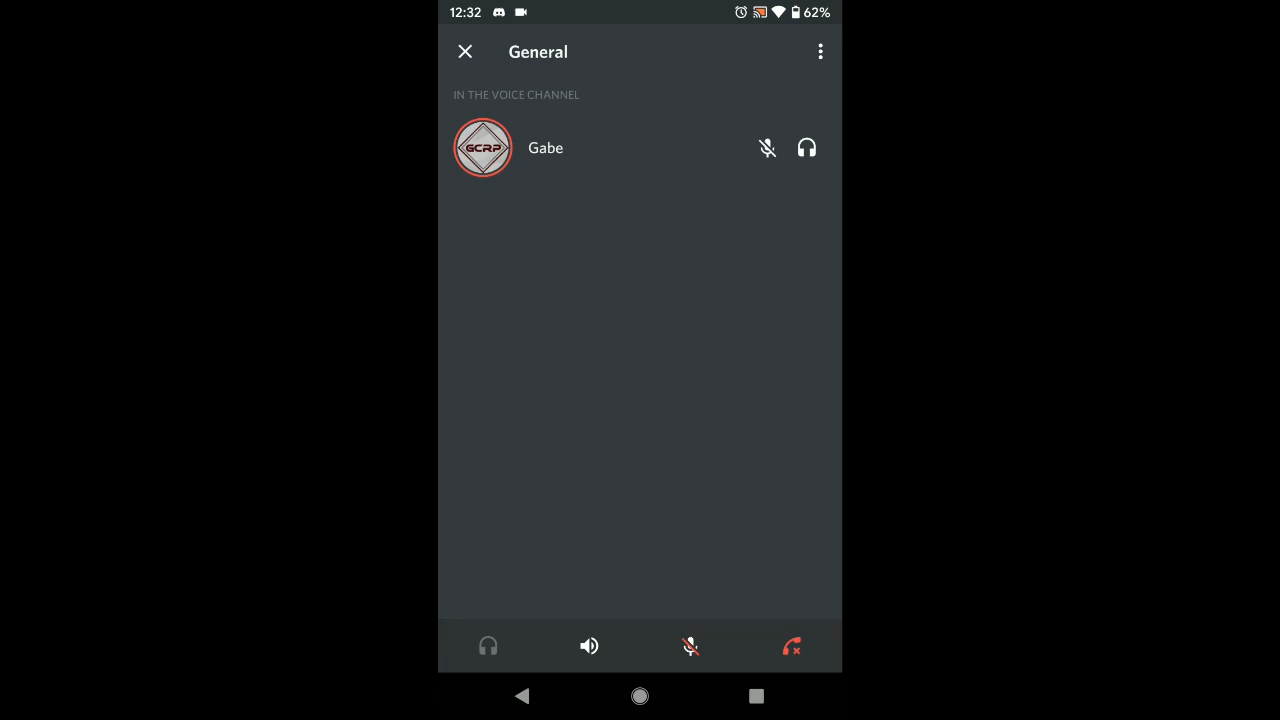 12:32
62%
General
IN THE VOICE CHANNEL
GCRP
Gabe